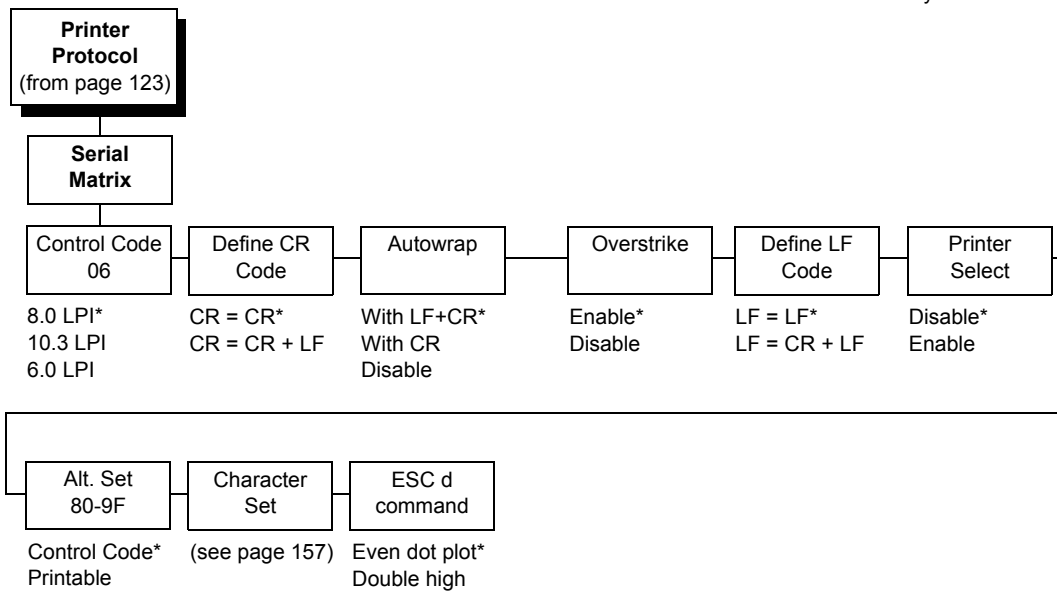 Printer
Protocol
(from page 123)
Serial
Matrix
Control Code
06
Define CR
Code
Autowrap
Overstrike
Define LF
Code
Printer
Select
8.0 LPI*
10.3 LPI
6.0 LPI
CR = CR*
CR = CR + LF
With LF+CR*
With CR
Disable
Enable*
Disable
LF = LF*
LF = CR + LF
Disable*
Enable
Alt. Set
80-9F
Character
Set
ESC d
command
Control Code*
Printable
(see page 157)
Even dot plot*
Double high